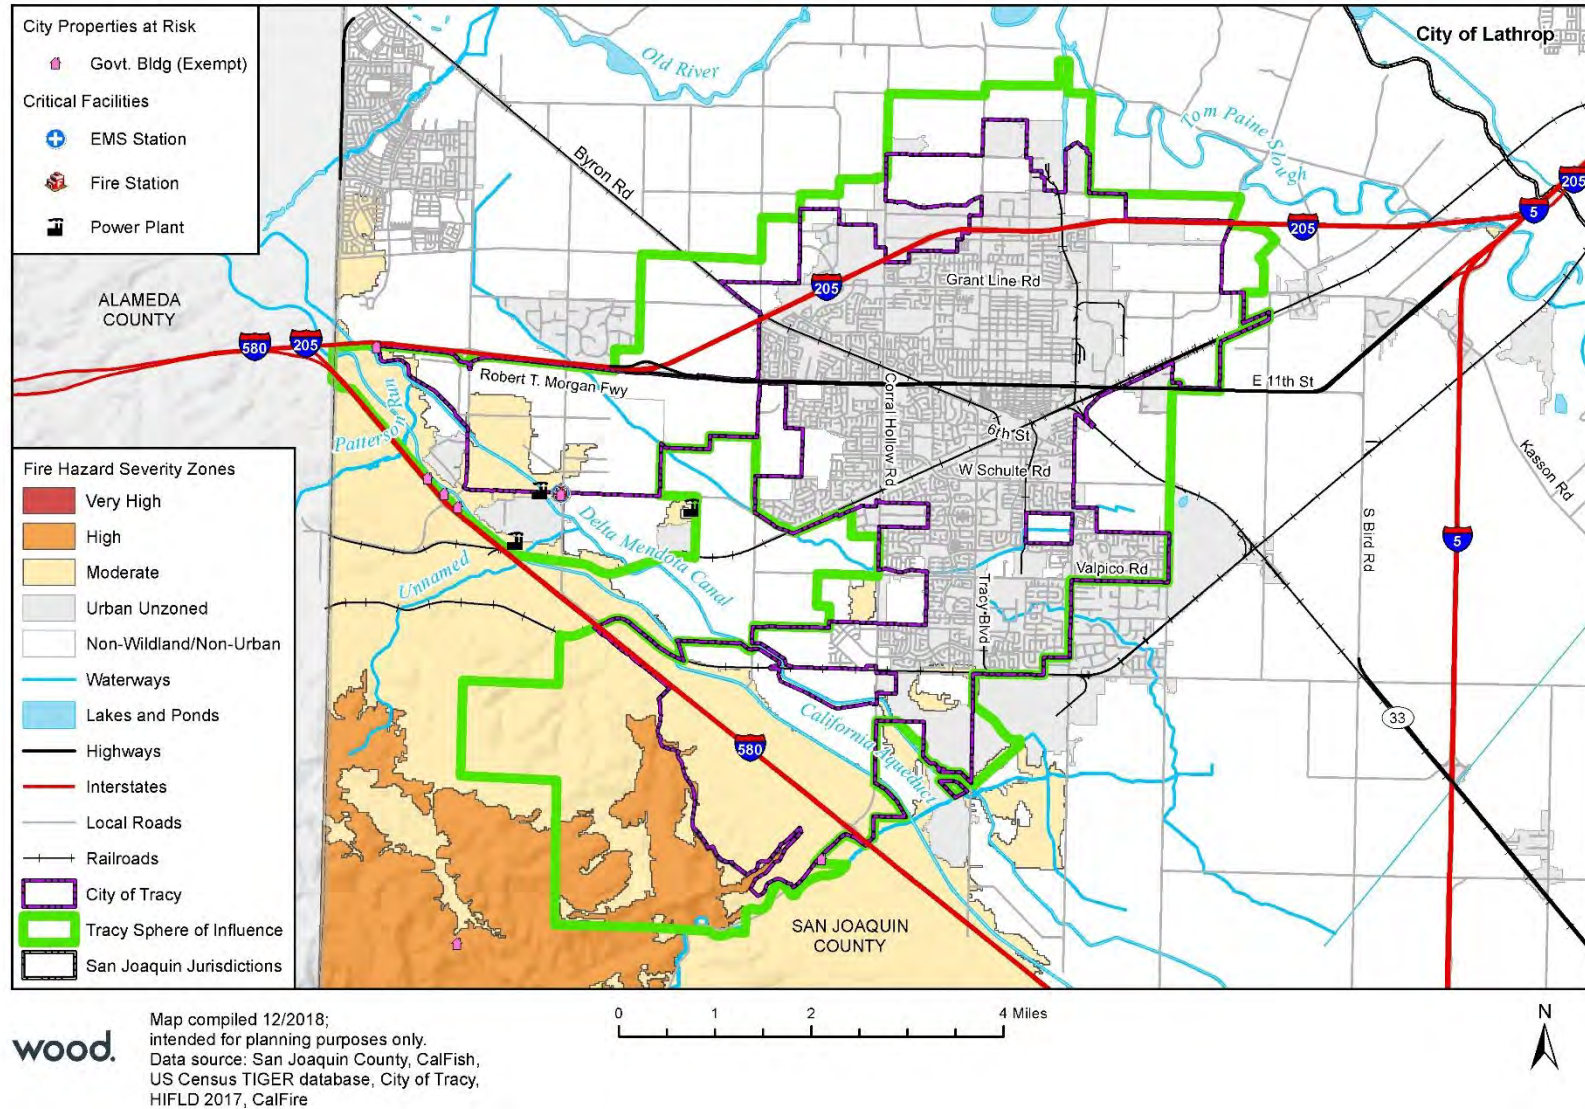 City Properties at Risk
Govt. Bldg (Exempt)
Critical Facilities
EMS Station
Fire Station
Power Plant
ALAMEDA
COUNTY
Fire Hazard Severity Zones
Very High
High
Moderate
Urban Unzoned
Non-Wildland/Non-Urban
Waterways
Lakes and Ponds
Highways
Interstates
Local Roads
Railroads
City of Tracy
Tracy Sphere of Influence
San Joaquin Jurisdictions
City of Lathrop
Old River
Tom Paine Slough
Byron Rd
205
5
205
205
Grant Line Rd
205
580
205
Robert T. Morgan Fwy
E 11th St
Corral Hollow Rd
Patterson Run
6th St
W Schulte Rd
Kasson Rd
S Bird Rd
5
Delta Mendota Canal
Unnamed
Valpico Rd
Tracy Blvd
33
580
California Aqueduct
SAN JOAQUIN
COUNTY
wood.
Map compiled 12/2018;
intended for planning purposes only.
Data source: San Joaquin County, CalFish,
US Census TIGER database, City of Tracy,
HIFLD 2017, CalFire
0 1 2 4 Miles
N